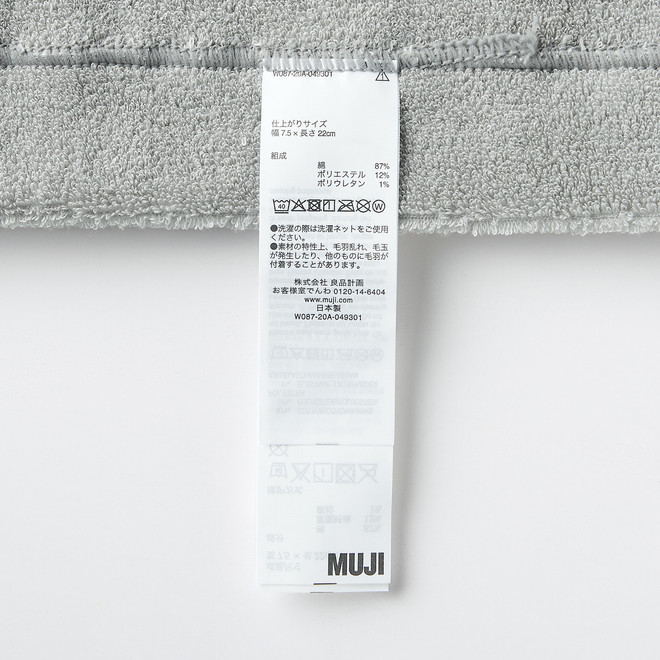 W087-20A-049301
仕上がりサイズ
幅 7.5 × 長さ 22cm
組成
綿 87%
ポリエステル 12%
ポリウレタン 1%
40
W
●洗濯の際は洗濯ネットをご使用
ください。
●素材の特性上、毛羽乱れ、毛玉
が発生したり、他のものに毛羽が
付着することがあります。
株式会社 良品計画
お客様室でんわ 0120-14-6404
www.muji.com
日本製
W087-20A-049301
MUJI